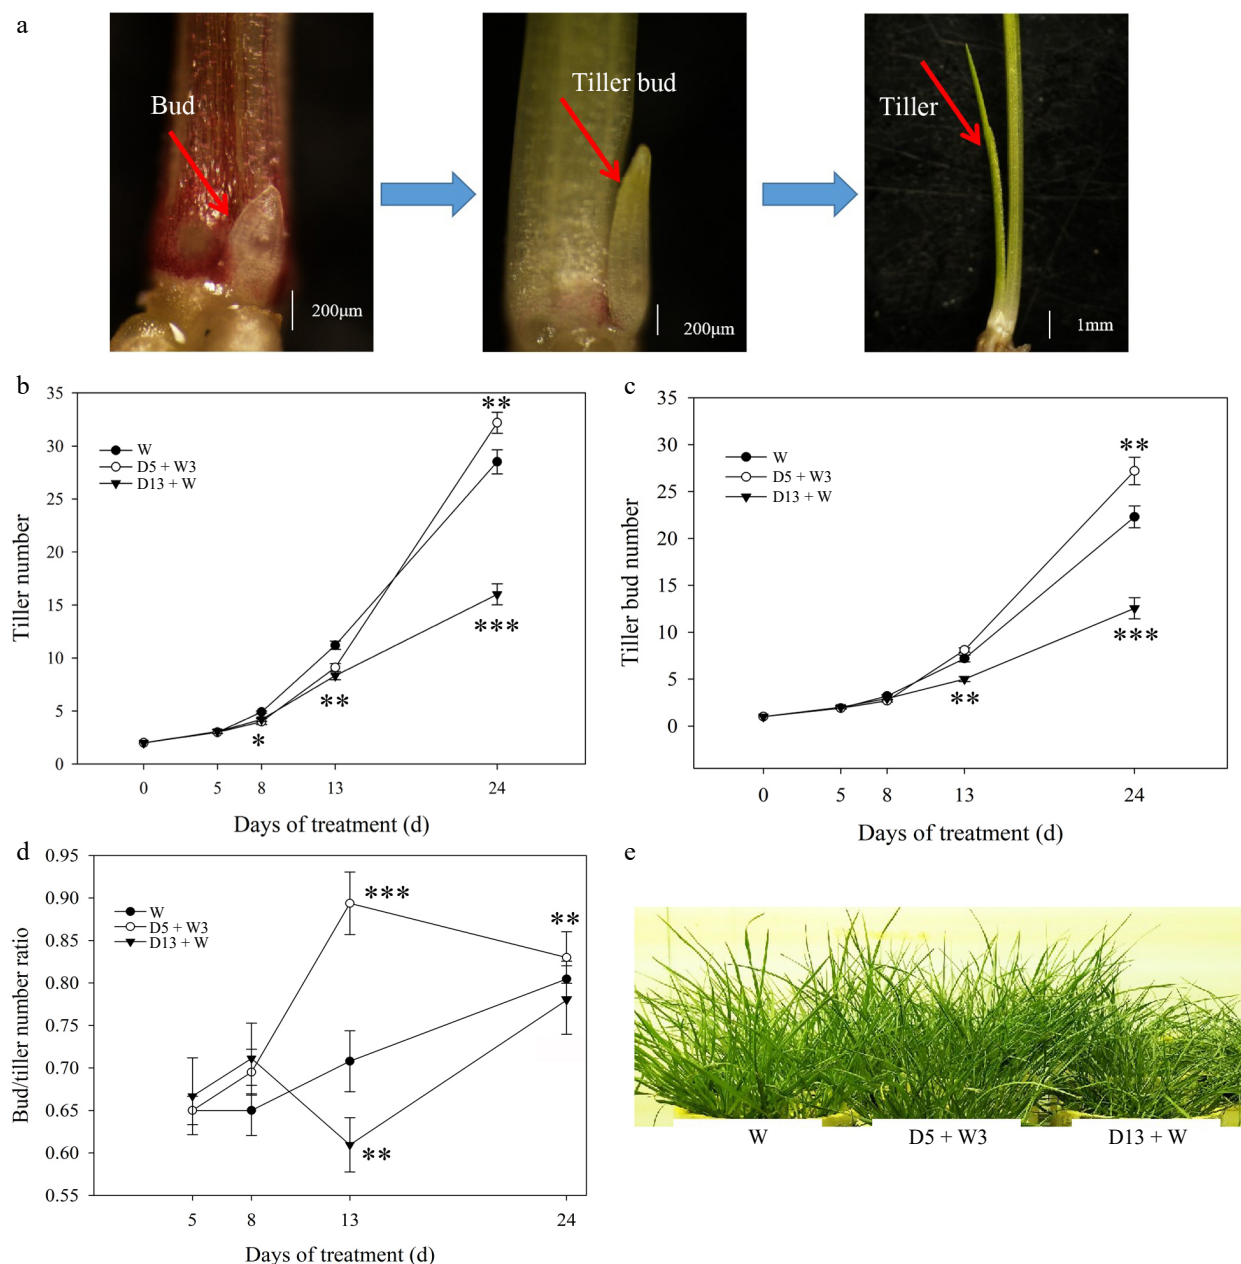 a
Bud
Tiller bud
Tiller
200μm
200μm
1mm
b
35
30
25
20
15
10
5
0
Tiller number
W
D5 + W3
D13 + W
**
***
**
*
0 5 8 13 24
Days of treatment (d)
c
35
30
25
20
15
10
5
0
Tiller bud number
W
D5 + W3
D13 + W
**
***
**
0 5 8 13 24
Days of treatment (d)
d
0.95
0.90
0.85
0.80
0.75
0.70
0.65
0.60
0.55
Bud/tiller number ratio
W
D5 + W3
D13 + W
***
**
**
5 8 13 24
Days of treatment (d)
e
W D5 + W3 D13 + W